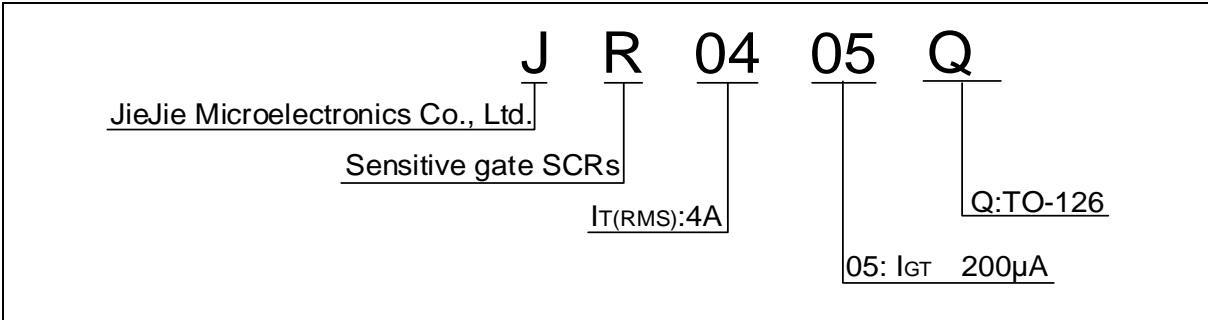 J R 04 05 Q
JieJie Microelectronics Co., Ltd.
Sensitive gate SCRs
IT(RMS):4A
Q:TO-126
05: IGT 200µA